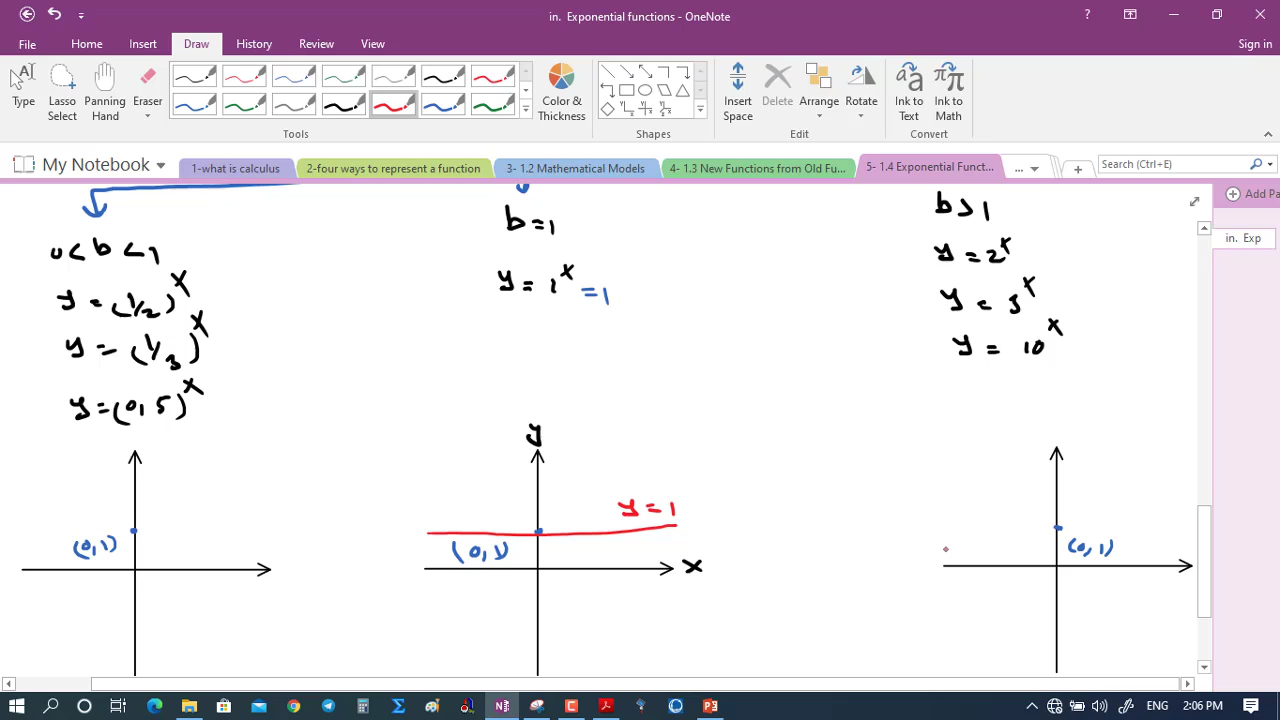 in. Exponential functions - OneNote
?
Sign in
File Home Insert Draw History Review View
Type
Lasso Select
Panning Hand
Eraser
Color & Thickness
Insert Space
Delete
Arrange
Rotate
Ink to Text
Ink to Math
Tools
Shapes
Edit
Convert
My Notebook
1-what is calculus
2-four ways to represent a function
3- 1.2 Mathematical Models
4- 1.3 New Functions from Old Fu...
5- 1.4 Exponential Funct...
...
+
Search (Ctrl+E)
Add Pa
in. Exp
0 < b < 1
y = (1/2)^x
y = (1/3)^x
y = (0,5)^x
(0,1)
b = 1
y = 1^x = 1
y
y = 1
(0,1)
x
b > 1
y = 2^x
y = 3^x
y = 10^x
(0,1)
2:06 PM